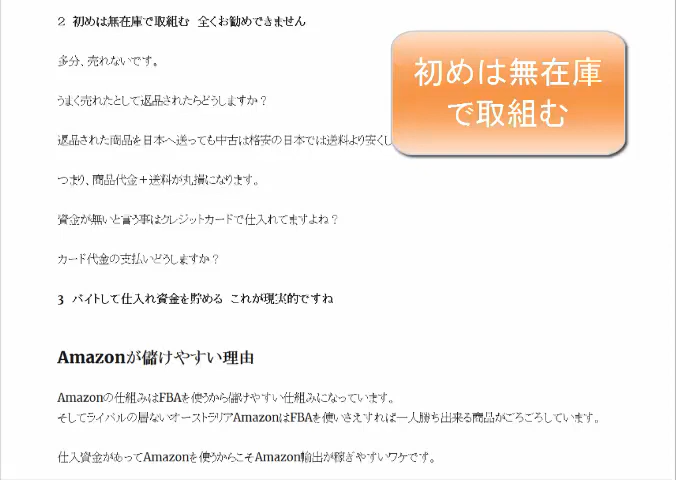 2 初めは無在庫で取組む 全くお勧めできません
多分、売れないです。
うまく売れたとして返品されたらどうしますか？
返品された商品を日本へ送っても中古は格安の日本では送料より安くし
つまり、商品代金＋送料が丸損になります。
資金が無いと言う事はクレジットカードで仕入れてますよね？
カード代金の支払いどうしますか？
3 バイトして仕入れ資金を貯める これが現実的ですね
Amazonが儲けやすい理由
Amazonの仕組みはFBAを使うから儲けやすい仕組みになっています。
そしてライバルの層ないオーストラリアAmazonはFBAを使いさえすれば一人勝ち出来る商品がごろごろしています。
仕入資金があってAmazonを使うからこそAmazon輸出が稼ぎやすいワケです。
初めは無在庫
で取組む